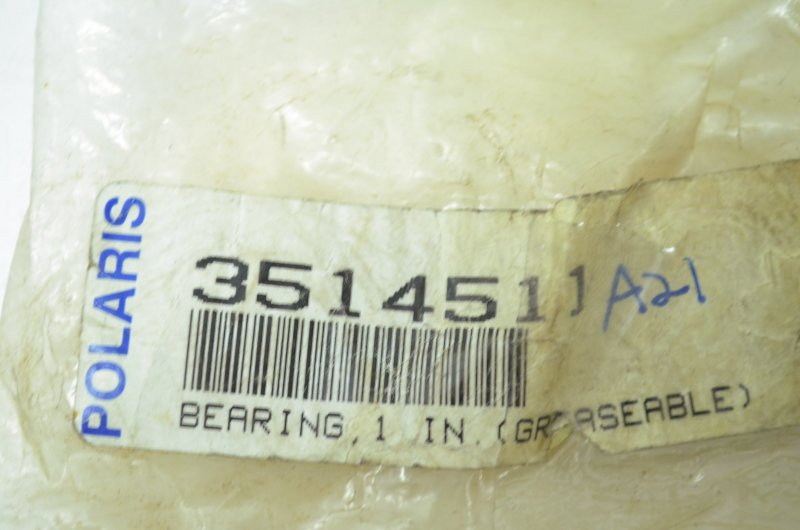 POLARIS
3514511 A21
BEARING,1 IN.(GREASEABLE)